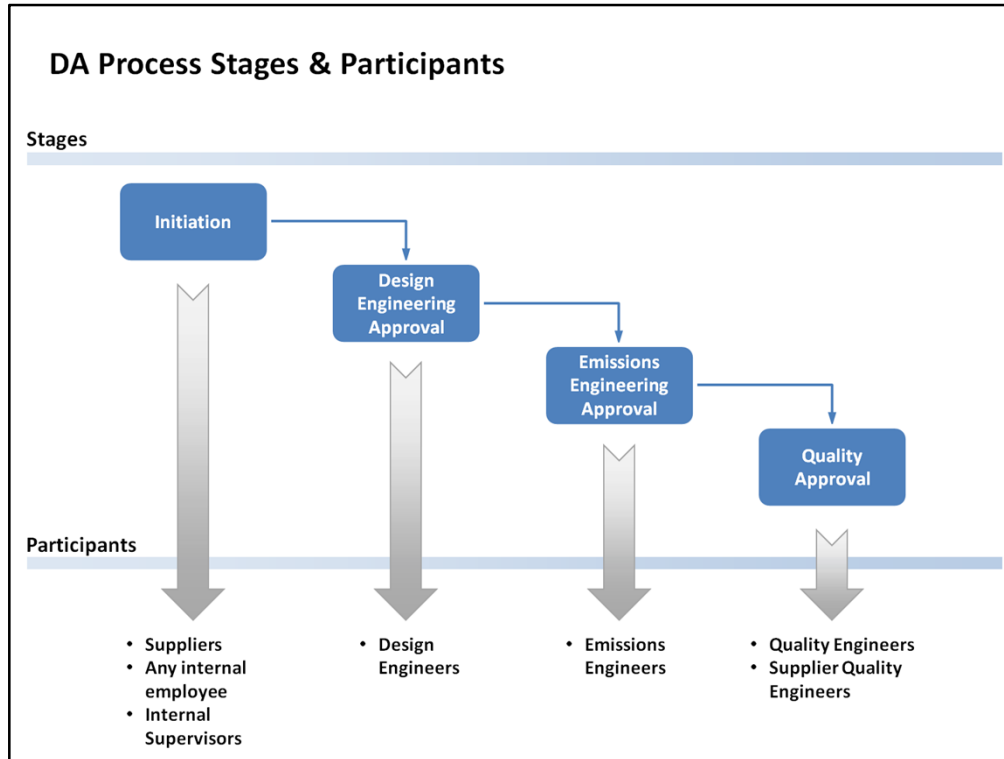 DA Process Stages & Participants
Stages
Initiation
Design
Engineering
Approval
Emissions
Engineering
Approval
Quality
Approval
Participants
• Suppliers
• Any internal
employee
• Internal
Supervisors
• Design
Engineers
• Emissions
Engineers
• Quality Engineers
• Supplier Quality
Engineers